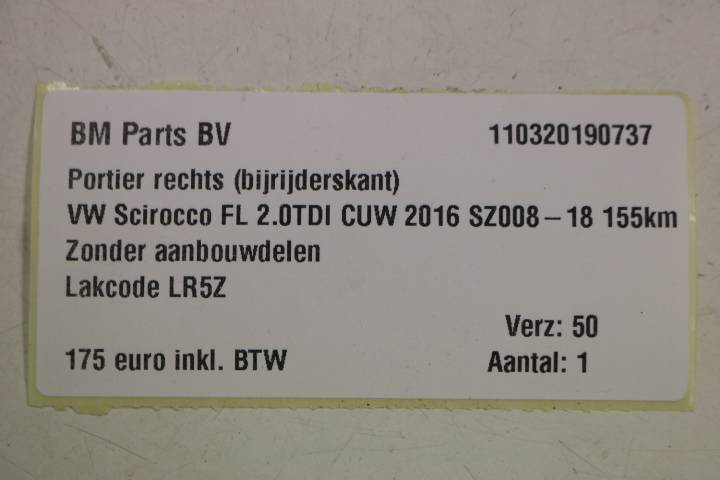 BM Parts BV 110320190737
Portier rechts (bijrijderskant)
VW Scirocco FL 2.0TDI CUW 2016 SZ008-18 155km
Zonder aanbouwdelen
Lakcode LR5Z
Verz: 50
175 euro inkl. BTW Aantal: 1